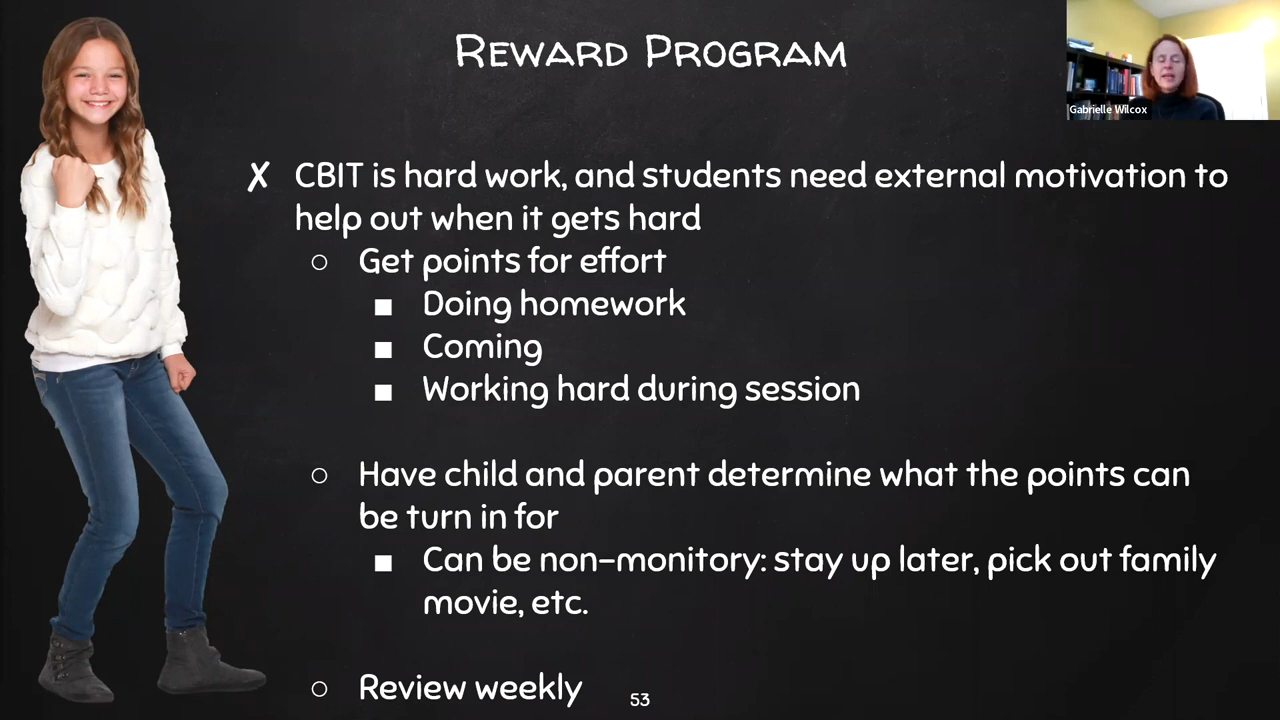 Reward Program
Gabrielle Wilcox
✗ CBIT is hard work, and students need external motivation to
help out when it gets hard
○ Get points for effort
■ Doing homework
■ Coming
■ Working hard during session
○ Have child and parent determine what the points can
be turn in for
■ Can be non-monitory: stay up later, pick out family
movie, etc.
○ Review weekly
53